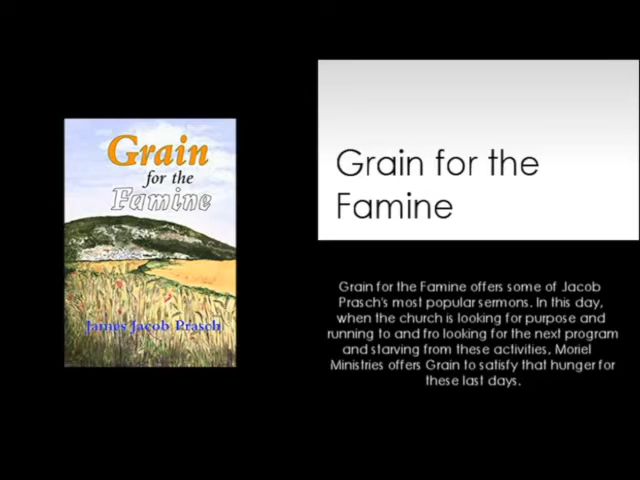 Grain
for the
Famine
James Jacob Prasch
Grain for the
Famine
Grain for the Famine offers some of Jacob
Prasch's most popular sermons. In this day,
when the church is looking for purpose and
running to and fro looking for the next program
and starving from these activities, Moriel
Ministries offers Grain to satisfy that hunger for
these last days.